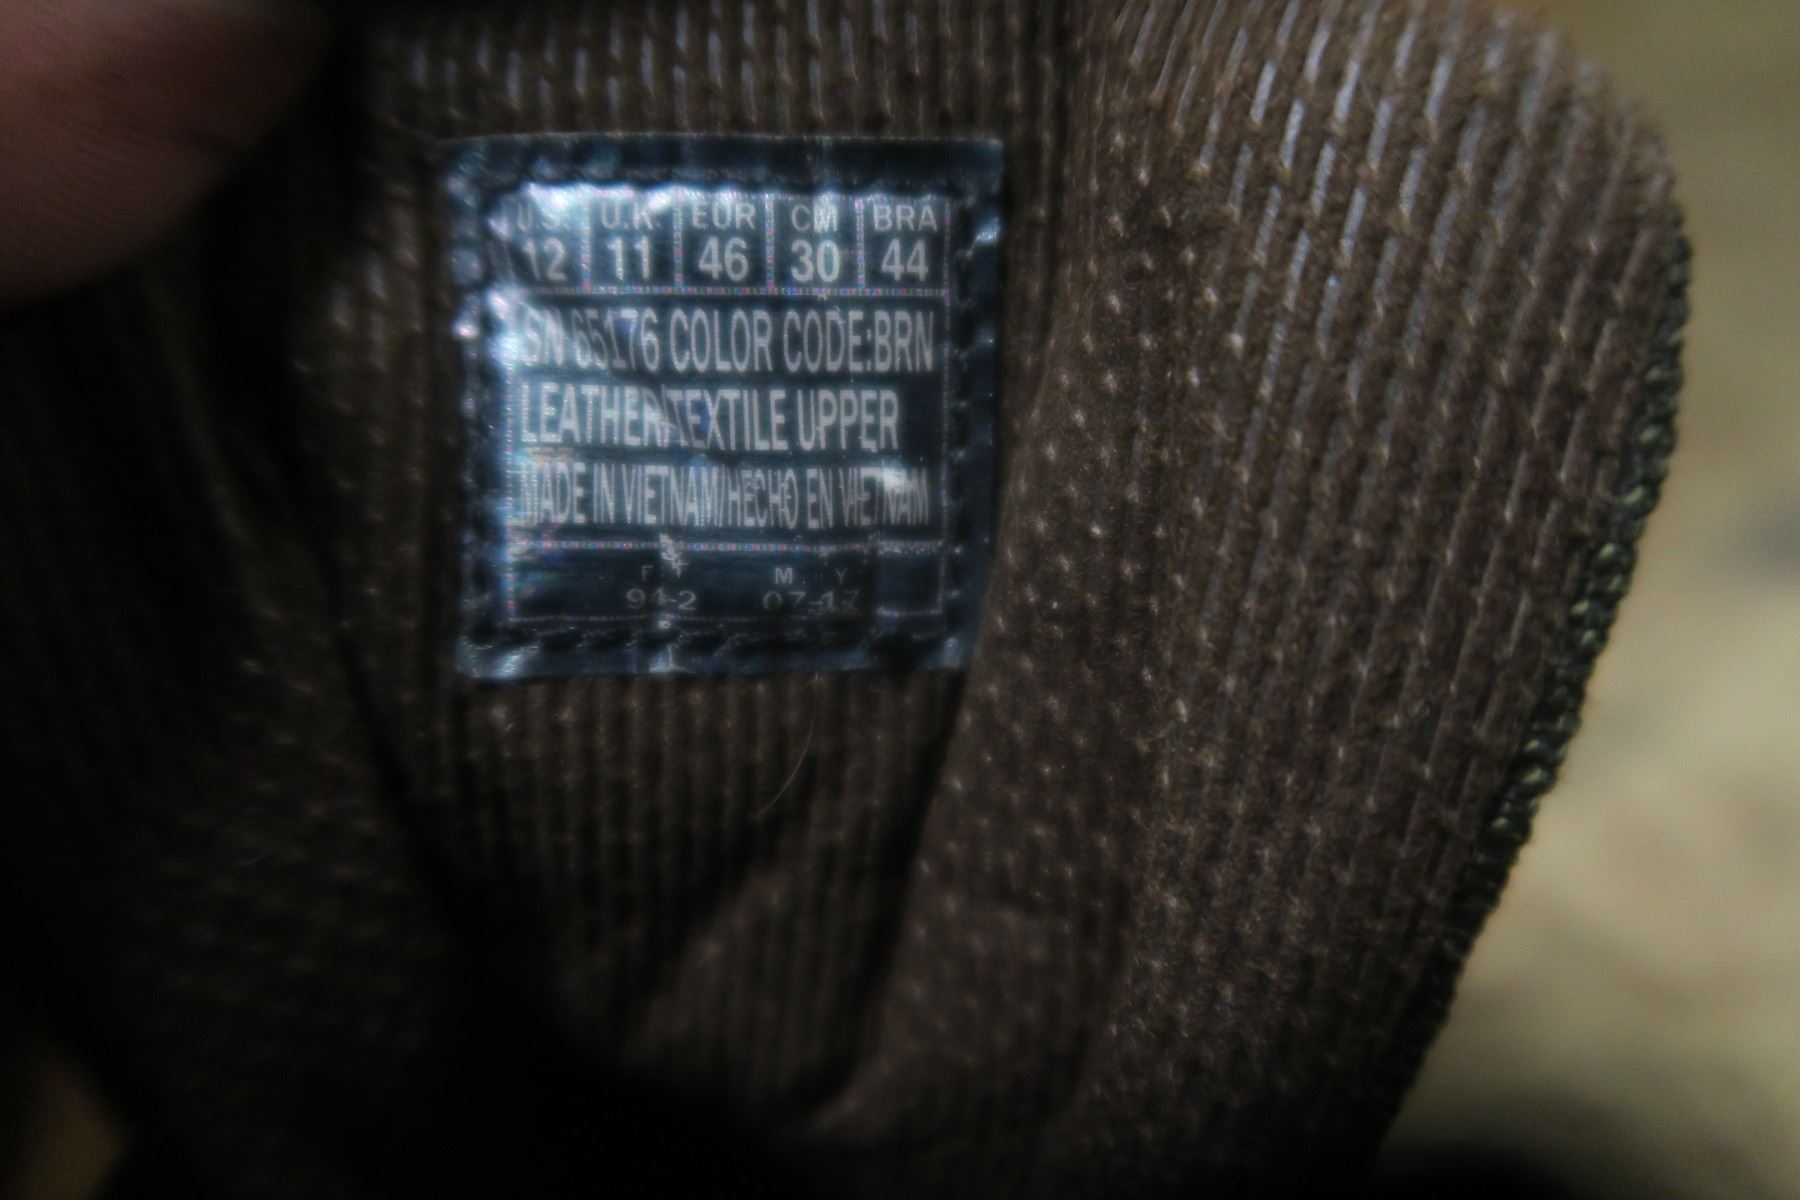 U.S. U.K EUR CM BRA
12 11 46 30 44
SN 65176 COLOR CODE:BRN
LEATHER/TEXTILE UPPER
MADE IN VIETNAM/HECHO EN VIETNAM
F F M Y
07-17